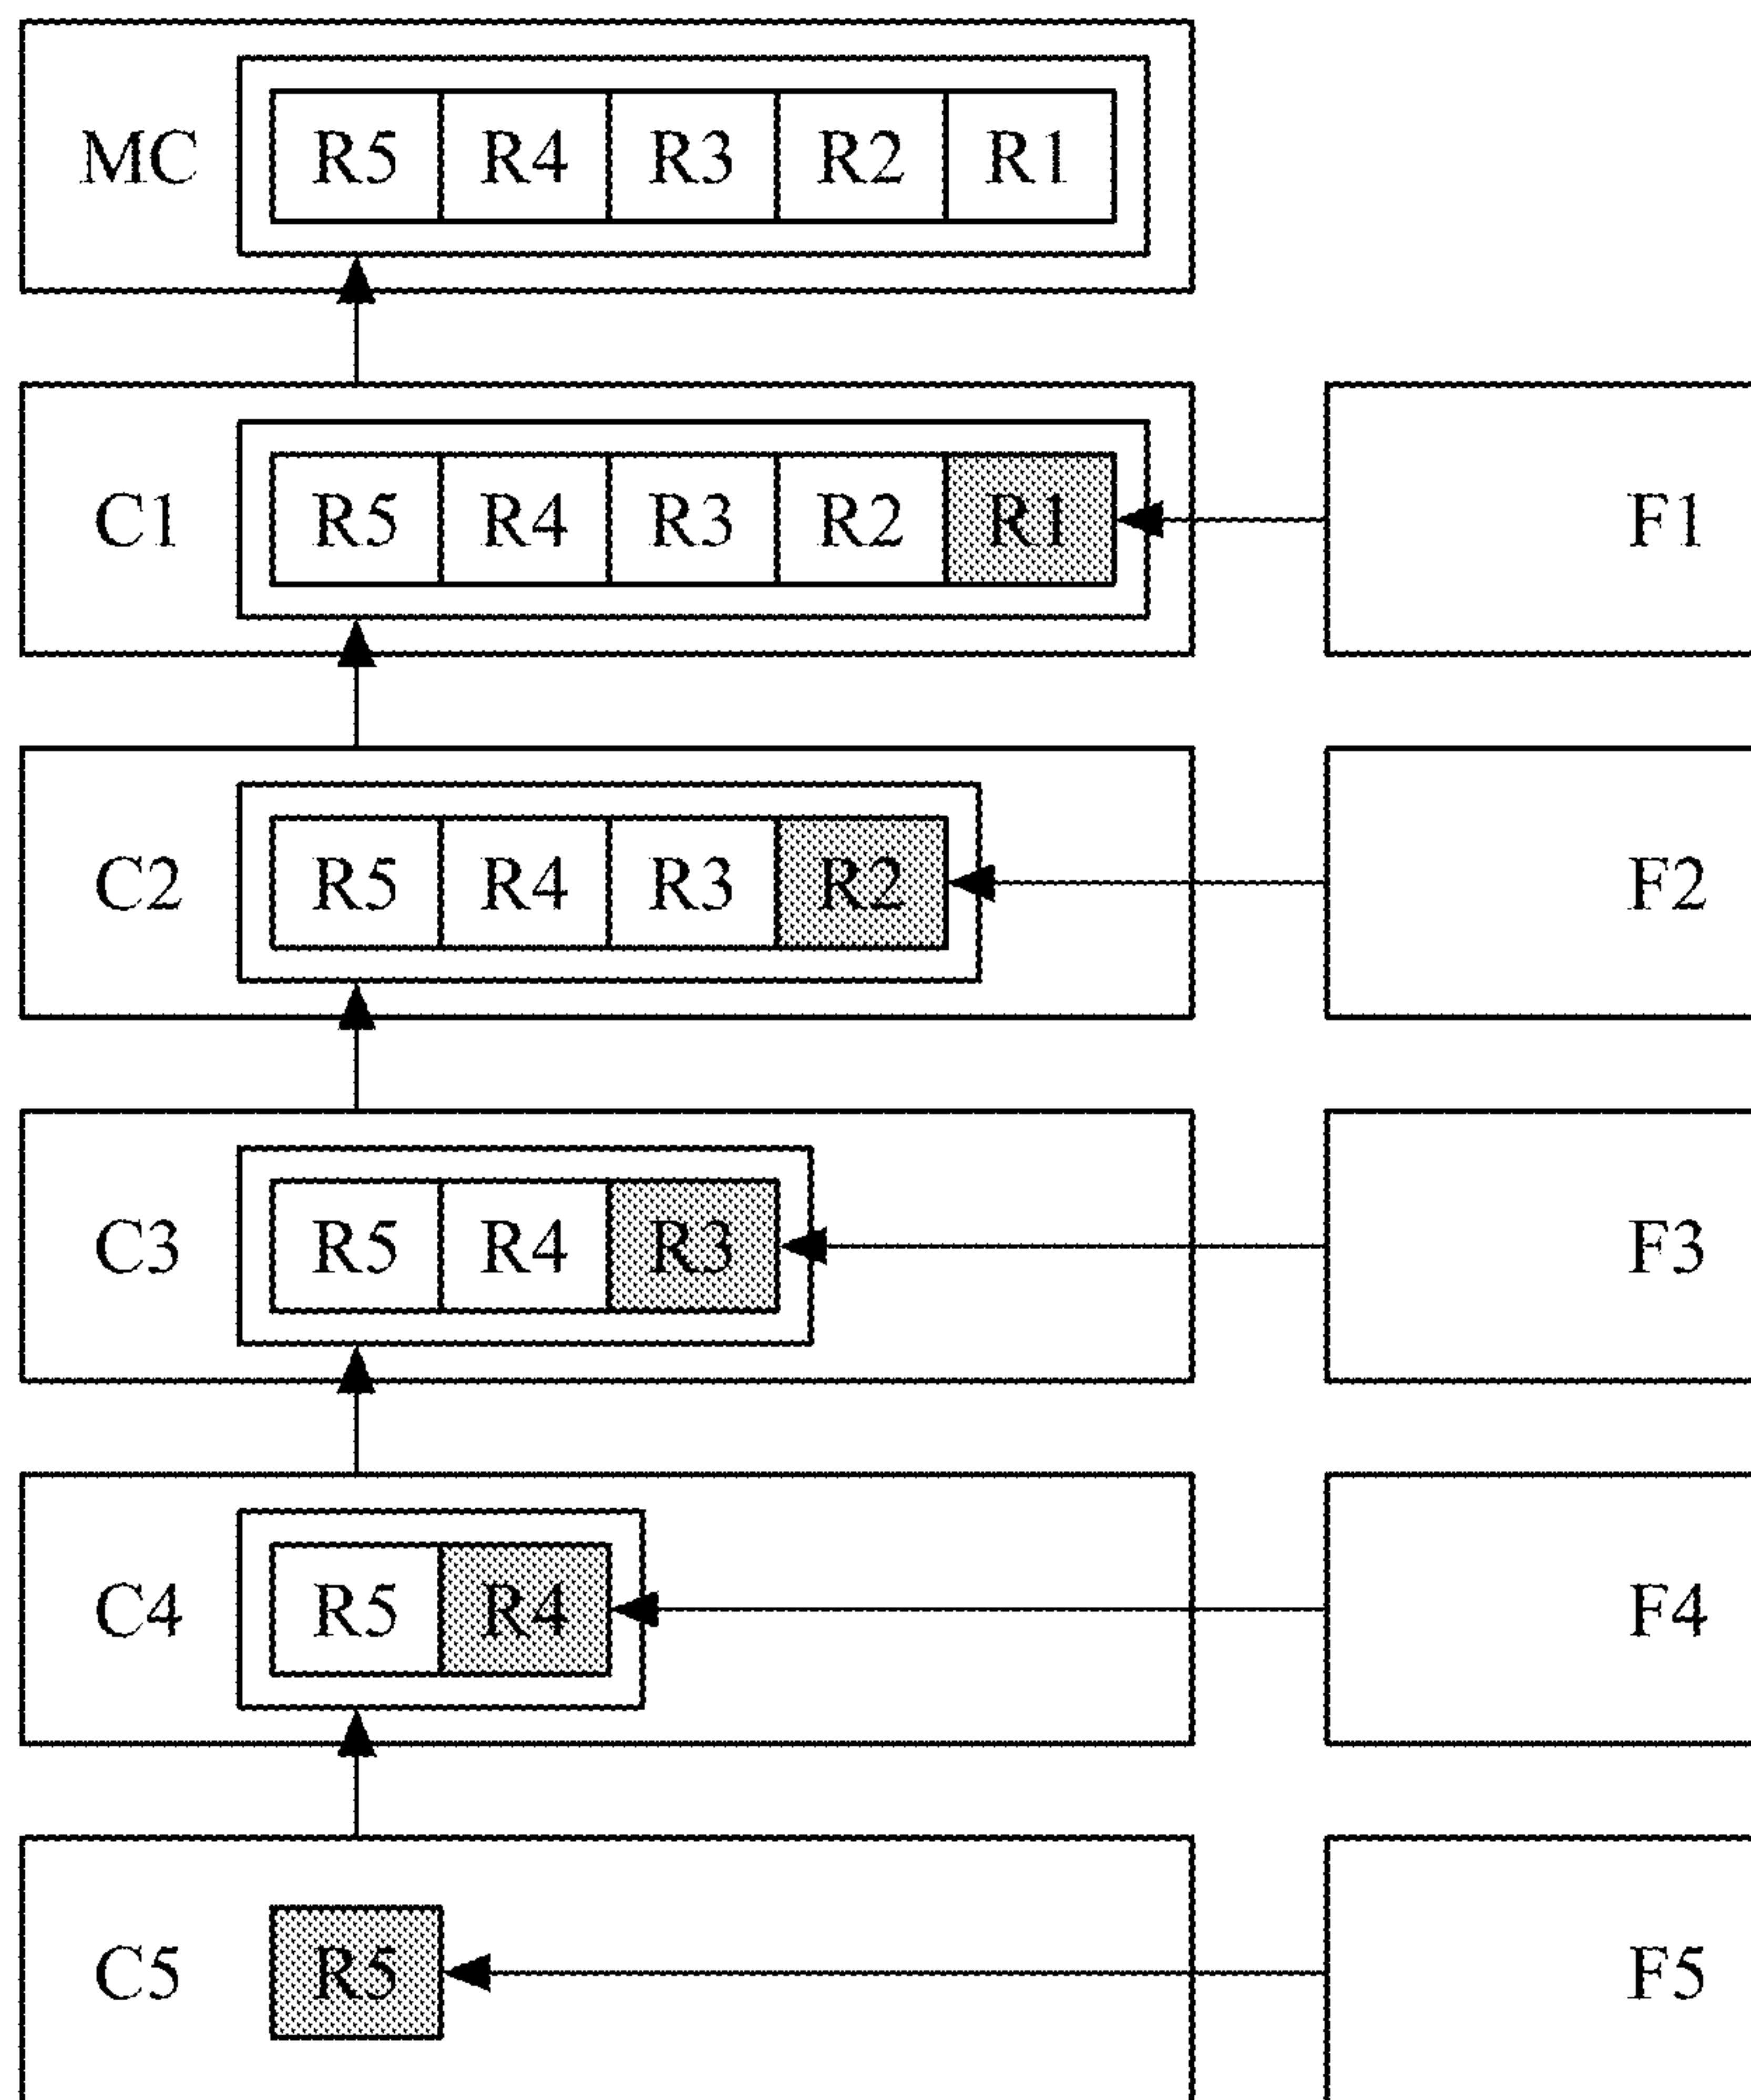 MC R5 R4 R3 R2 R1
C1 R5 R4 R3 R2 R1 F1
C2 R5 R4 R3 R2 F2
C3 R5 R4 R3 F3
C4 R5 R4 F4
C5 R5 F5